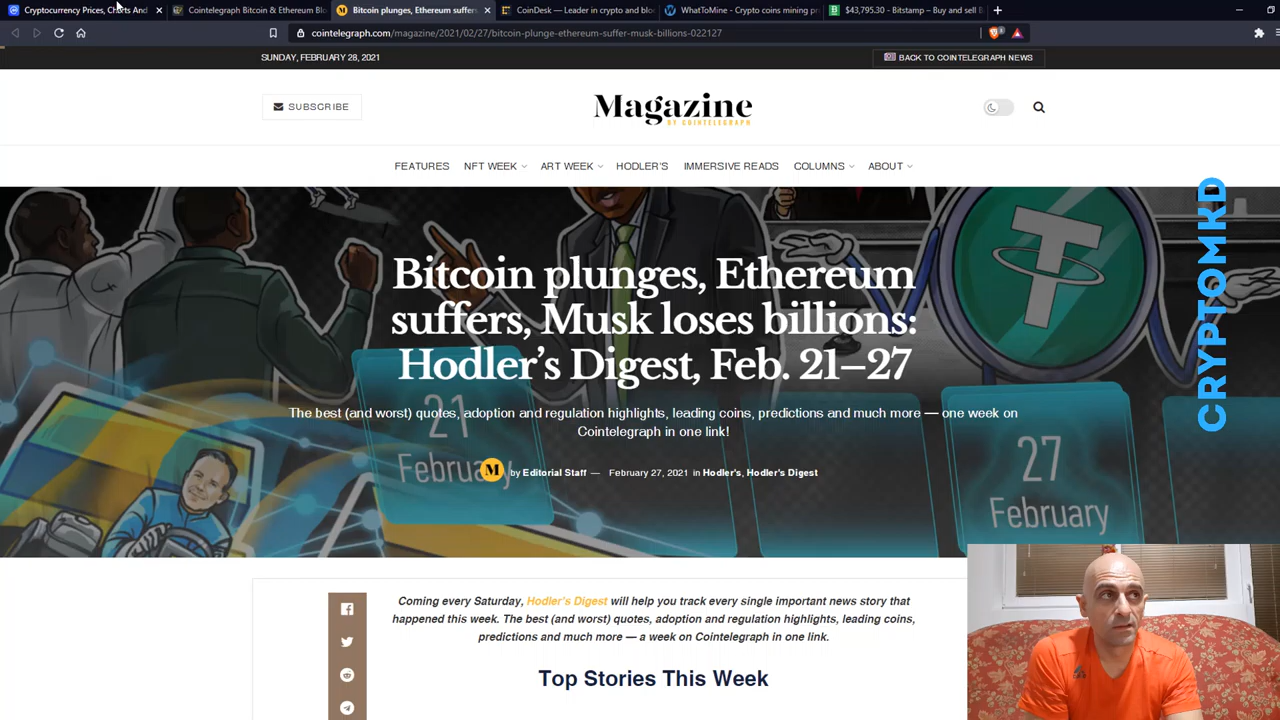 Cryptocurrency Prices, Charts And
Cointelegraph Bitcoin & Ethereum Blo
Bitcoin plunges, Ethereum suffers,
CoinDesk — Leader in crypto and bloc
WhatToMine - Crypto coins mining pr
$43,795.30 - Bitstamp – Buy and sell B
cointelegraph.com/magazine/2021/02/27/bitcoin-plunge-ethereum-suffer-musk-billions-022127
SUNDAY, FEBRUARY 28, 2021
BACK TO COINTELEGRAPH NEWS
SUBSCRIBE
Magazine
BY COINTELEGRAPH
FEATURES NFT WEEK ART WEEK HODLER'S IMMERSIVE READS COLUMNS ABOUT
CRYPTOMKD
Bitcoin plunges, Ethereum
suffers, Musk loses billions:
Hodler's Digest, Feb. 21–27
The best (and worst) quotes, adoption and regulation highlights, leading coins, predictions and much more — one week on
Cointelegraph in one link!
21
February
27
February
M by Editorial Staff — February 27, 2021 in Hodler's, Hodler's Digest
Coming every Saturday, Hodler's Digest will help you track every single important news story that
happened this week. The best (and worst) quotes, adoption and regulation highlights, leading coins,
predictions and much more — a week on Cointelegraph in one link.
Top Stories This Week